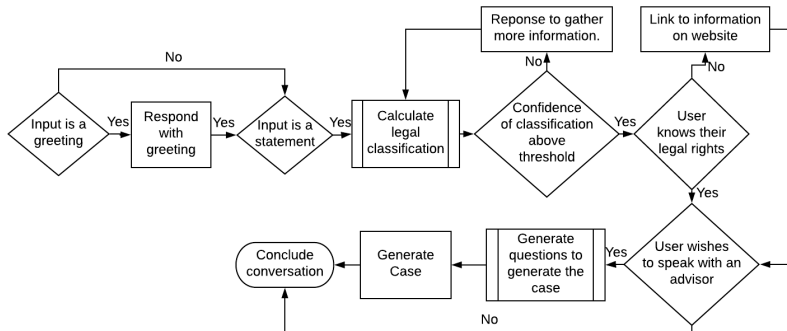 Reponse to gather
more information.
Link to information
on website
No
No
No
Input is a
greeting
Yes
Respond
with
greeting
Yes
Input is a
statement
Yes
Calculate
legal
classification
Confidence
of classification
above
threshold
Yes
User
knows their
legal rights
Yes
Conclude
conversation
Generate
Case
Generate
questions to
generate the
case
Yes
User wishes
to speak with an
advisor
No